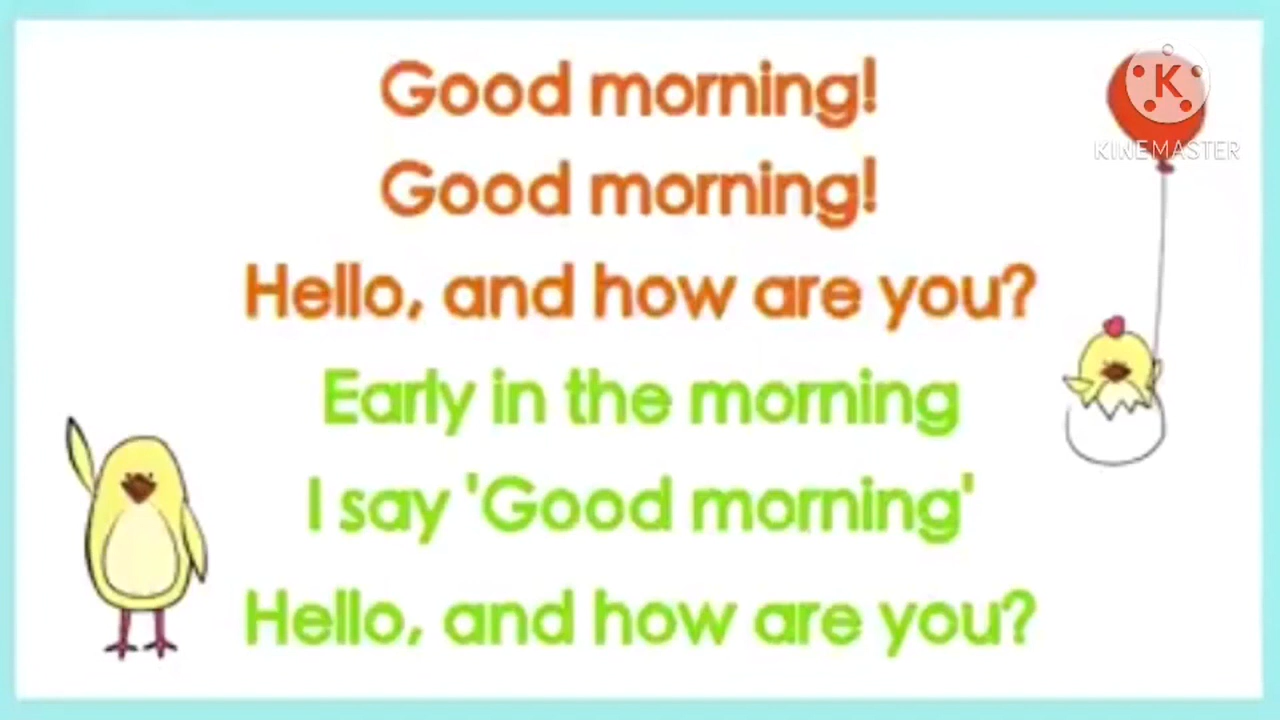 Good morning!
Good morning!
Hello, and how are you?
Early in the morning
I say 'Good morning'
Hello, and how are you?
K
KINEMASTER